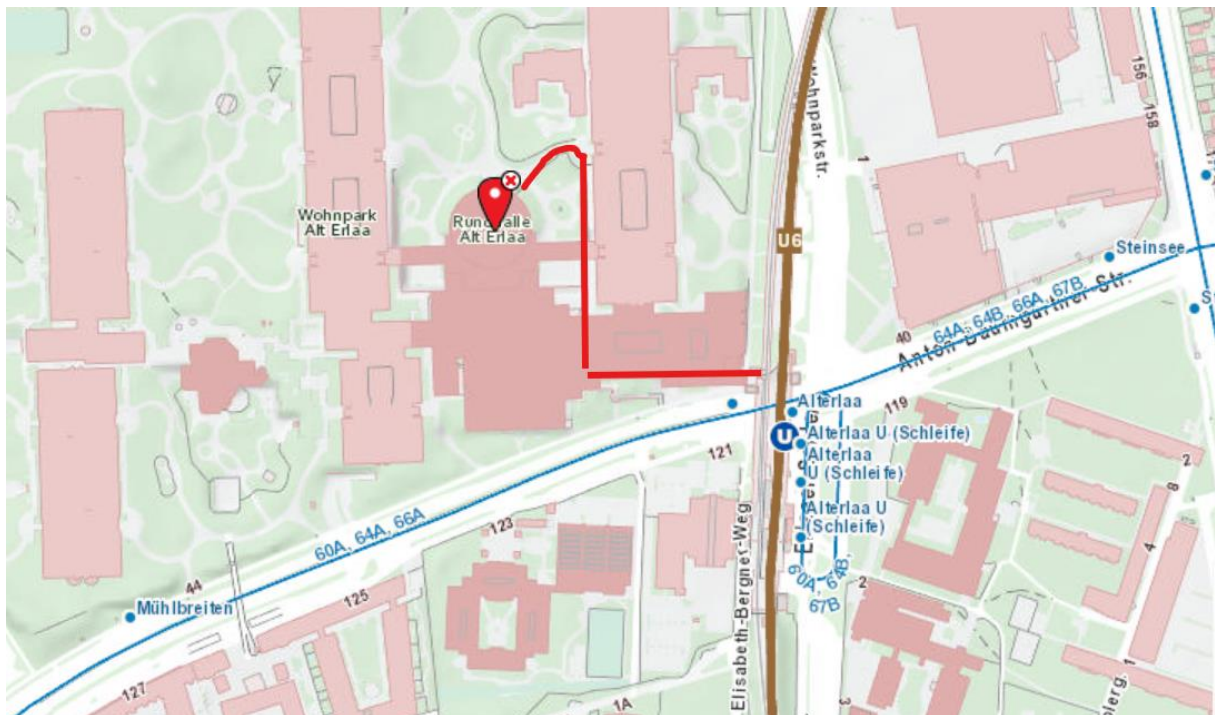 156
158
Wohnparkstr.
1
Wohnpark
Alt Erlaa
Rundhalle
Alt Erlaa
U6
Steinsee
64A, 64B, 66A, 67B
40
Anton-Baumgartner-Str.
119
Alterlaa
U
Alterlaa U (Schleife)
Alterlaa
U (Schleife)
Alterlaa U
(Schleife)
121
2
8
123
4
60A, 64A, 66A
60A, 64B,
67B
2
44
Mühlbreiten
125
Elisabeth-Bergner-Weg
127
1A
3
1